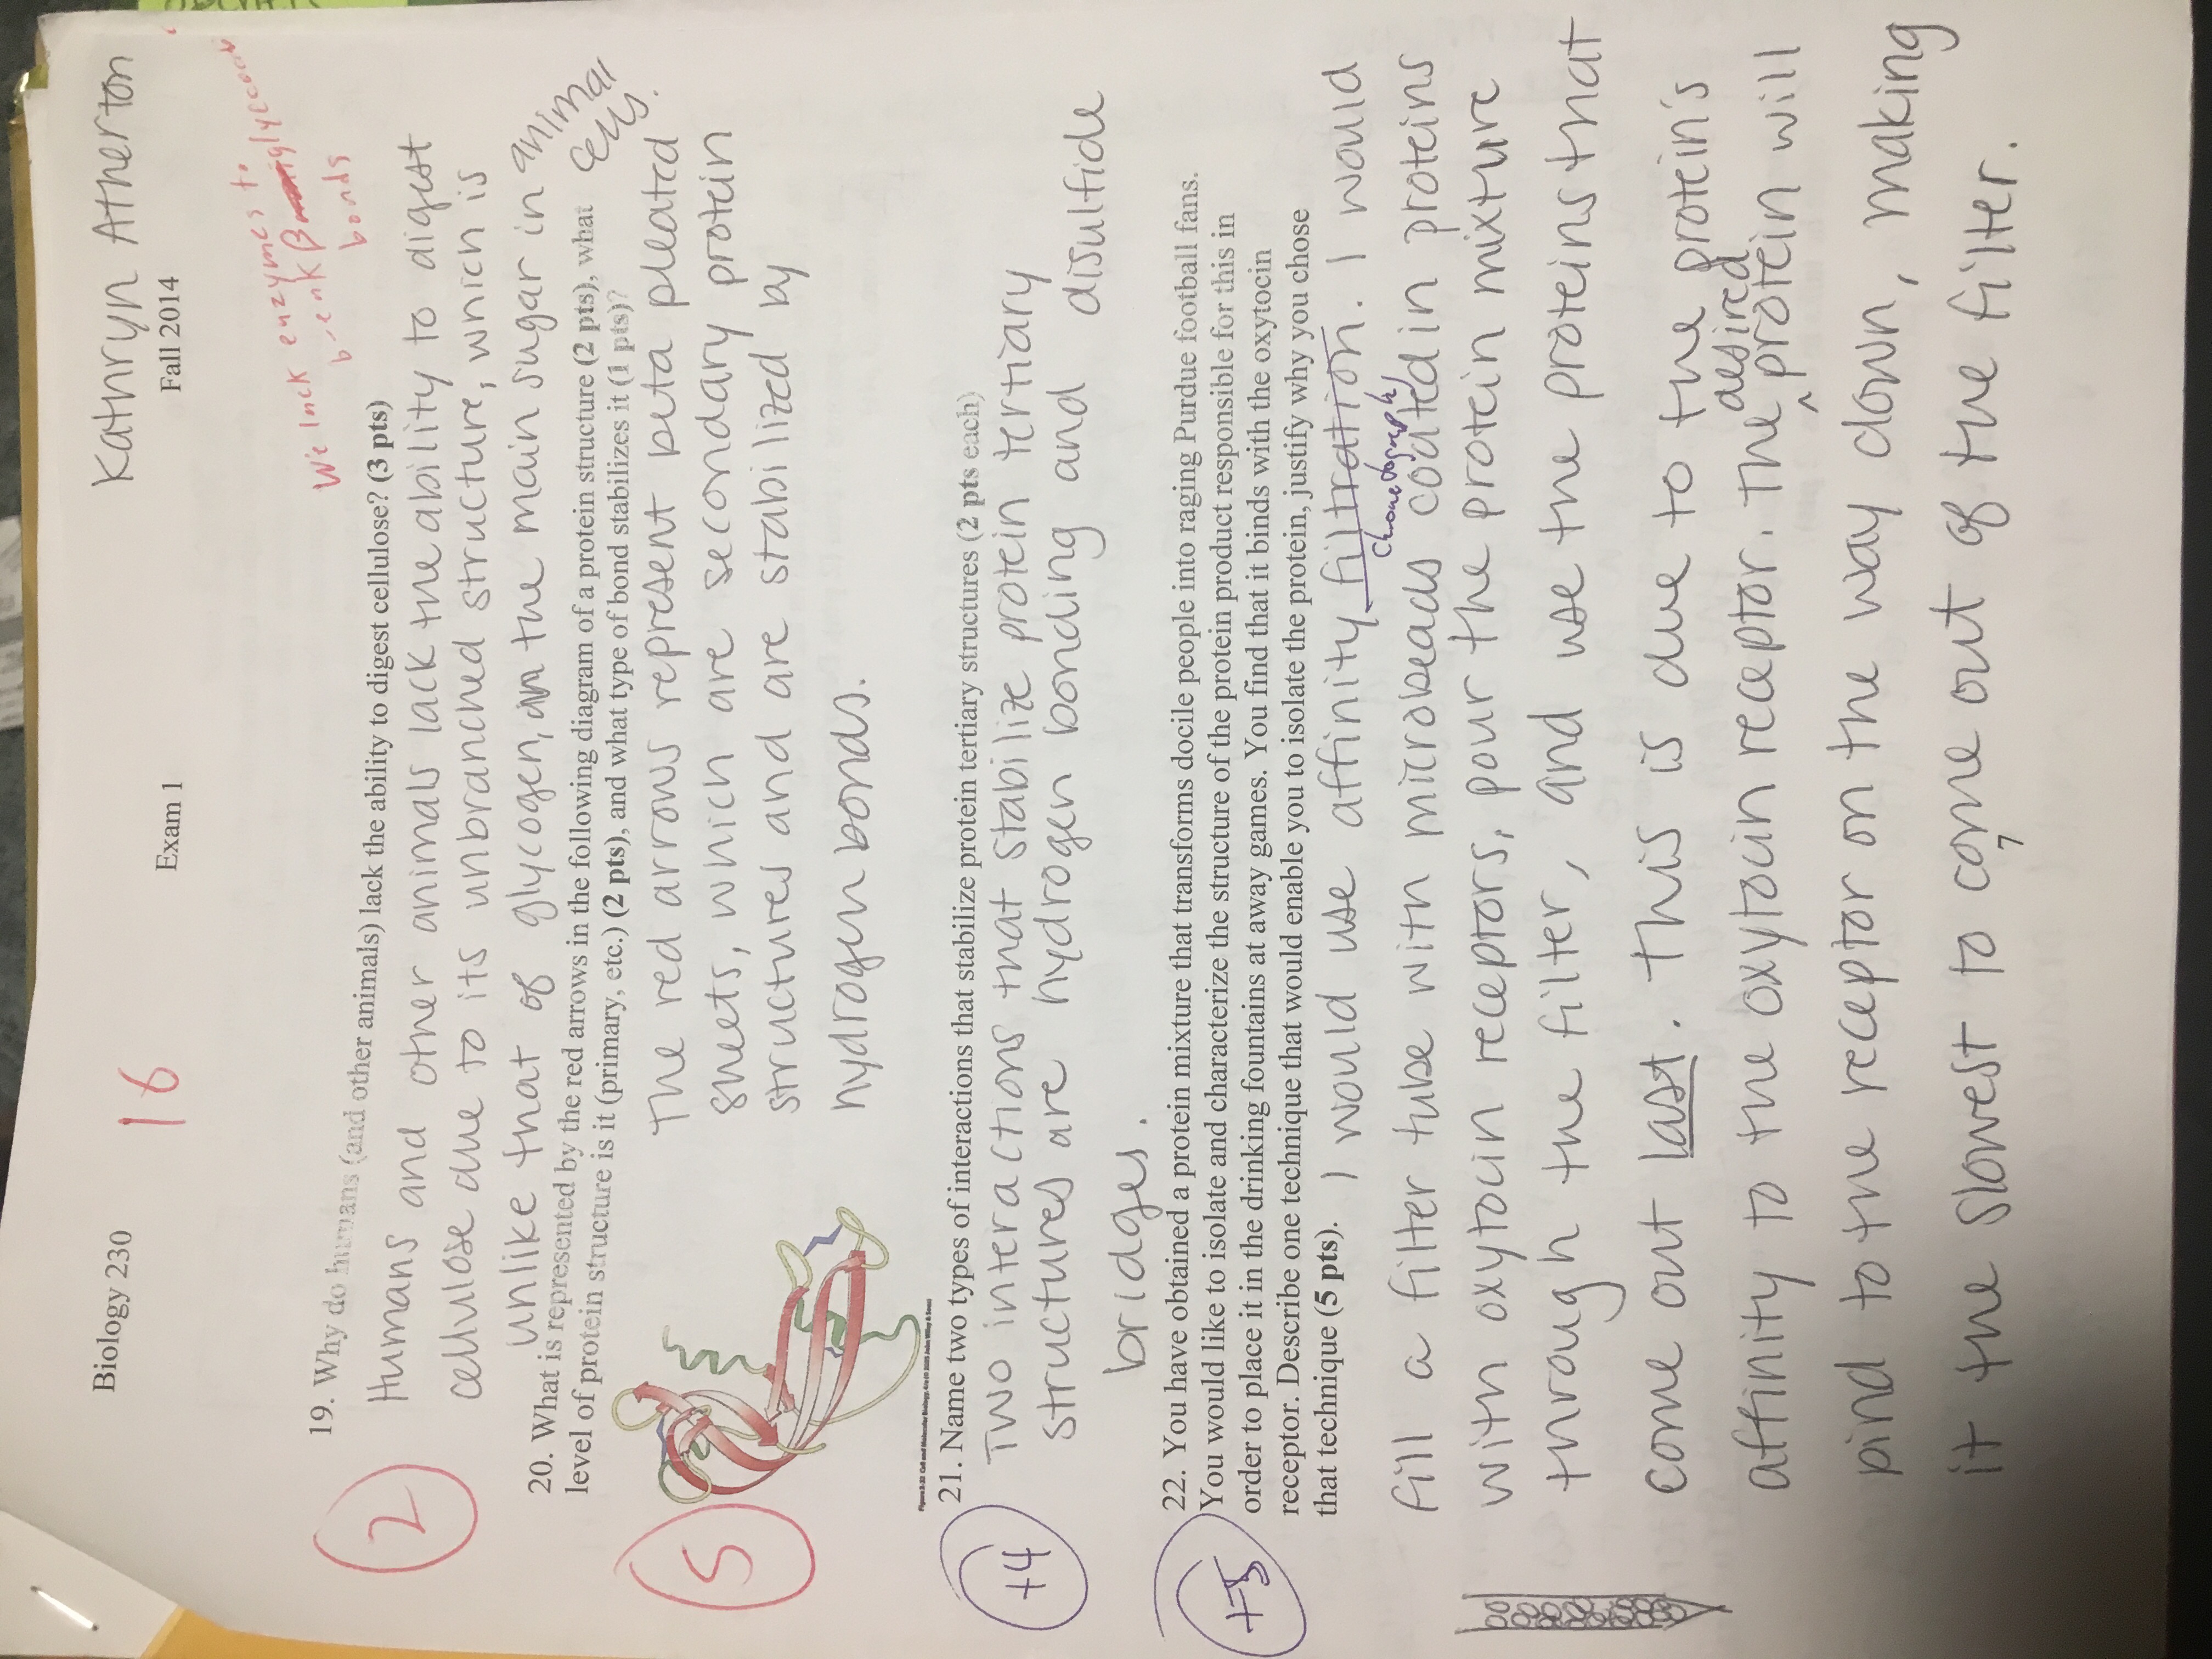 Biology 230
16
Exam 1
Kathryn Atherton
Fall 2014
We lack enzymes to
break β
bonds
2
19. Why do humans (and other animals) lack the ability to digest cellulose? (3 pts)
Humans and other animals lack the ability to digest
cellulose due to its unbranched structure, which is
unlike that of glycogen, the main sugar in animal
cells.
20. What is represented by the red arrows in the following diagram of a protein structure (2 pts), what
level of protein structure is it (primary, etc.) (2 pts), and what type of bond stabilizes it (1 pts)?
5
The red arrows represent beta pleated
sheets, which are secondary protein
structures and are stabilized by
hydrogen bonds.
Figure 2-32 Cell and Molecular Biology, 4/e (© 2005 John Wiley & Sons)
21. Name two types of interactions that stabilize protein tertiary structures (2 pts each)
+4
Two interactions that stabilize protein tertiary
structures are hydrogen bonding and disulfide
bridges.
22. You have obtained a protein mixture that transforms docile people into raging Purdue football fans.
You would like to isolate and characterize the structure of the protein product responsible for this in
order to place it in the drinking fountains at away games. You find that it binds with the oxytocin
receptor. Describe one technique that would enable you to isolate the protein, justify why you chose
that technique (5 pts).
+5
I would use affinity filtration. I would
chromatography
fill a filter tube with microbeads coated in proteins
with oxytocin receptors, pour the protein mixture
through the filter, and use the proteins that
come out last. This is due to the protein's
affinity to the oxytocin receptor. The desired protein will
bind to the receptor on the way down, making
it the slowest to come out of the filter.
7